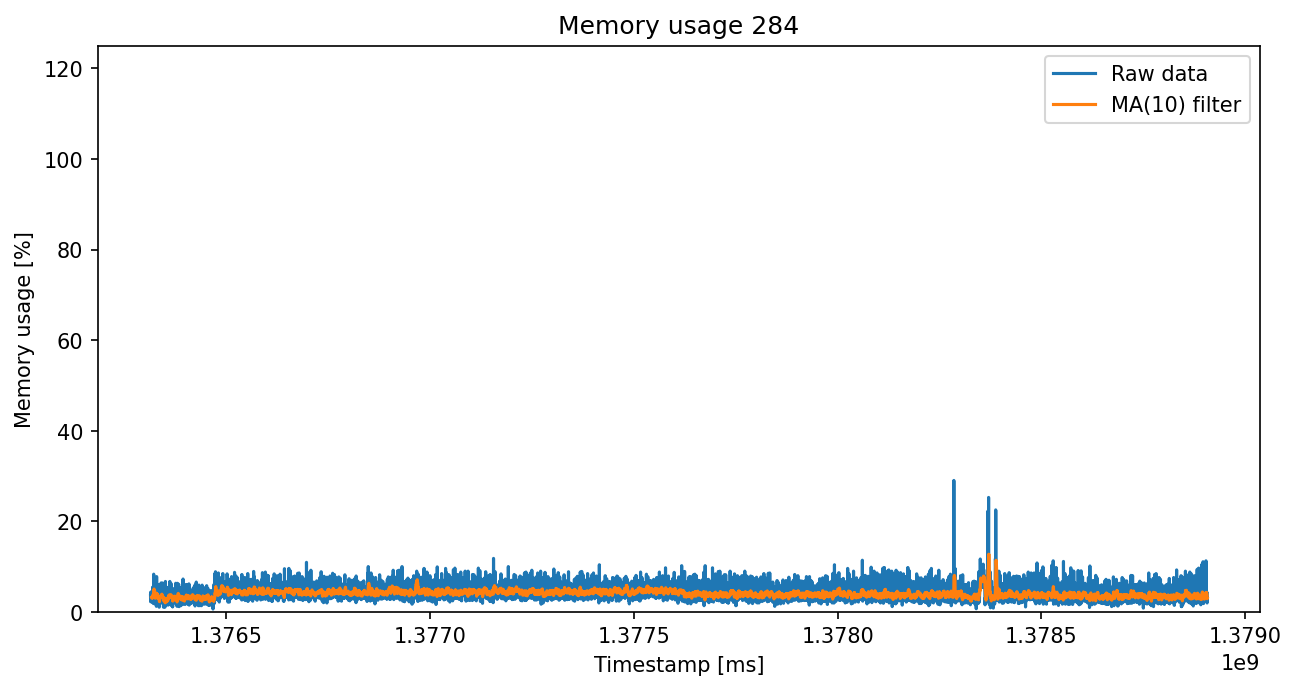 Memory usage 284
Raw data
MA(10) filter
Memory usage [%]
120
100
80
60
40
20
0
1.3765 1.3770 1.3775 1.3780 1.3785 1.3790
1e9
Timestamp [ms]